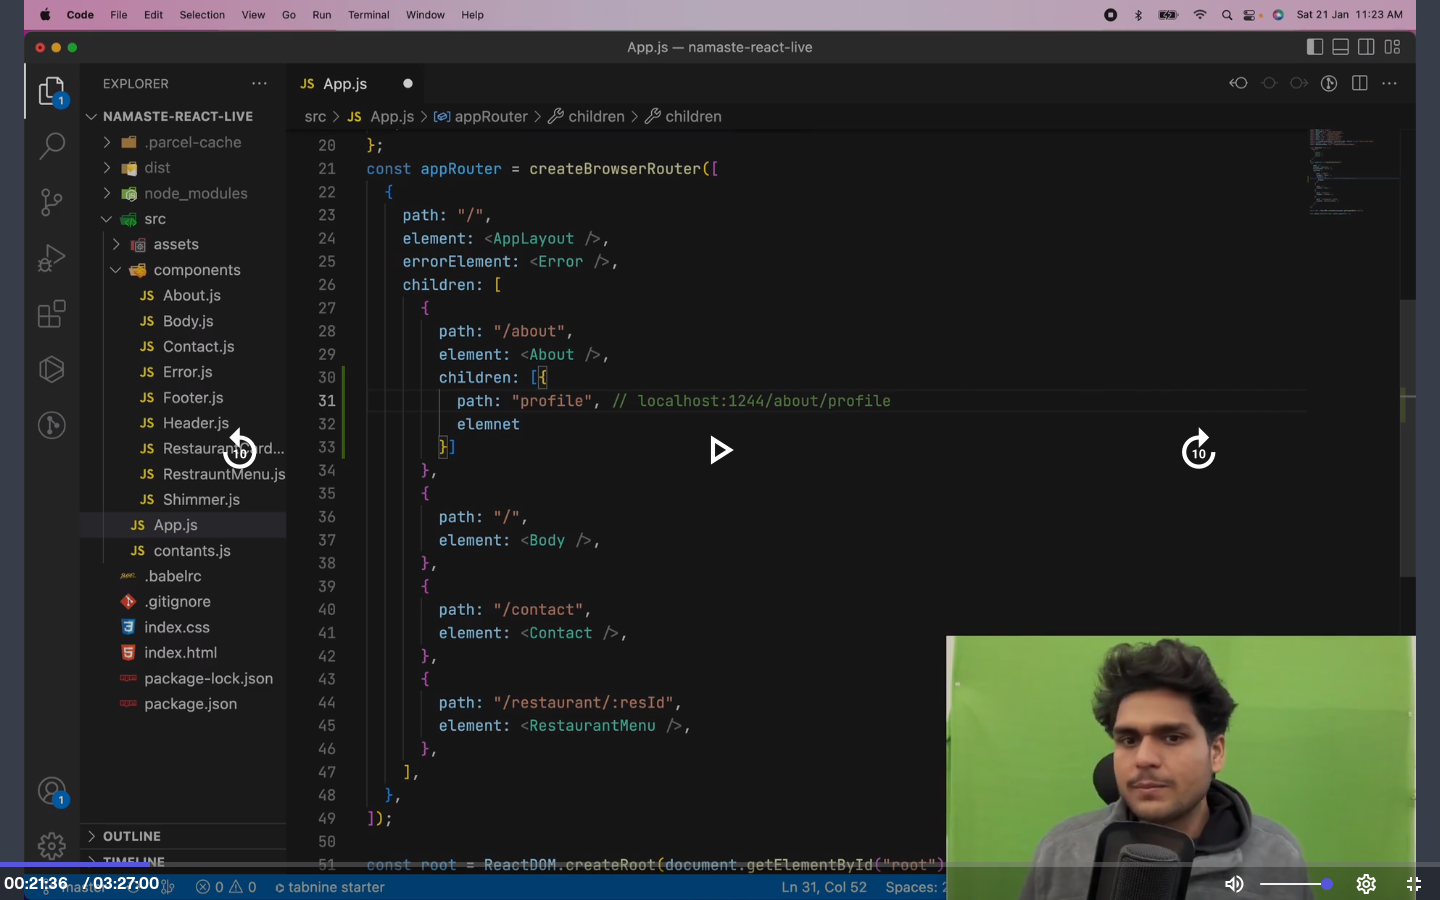 Code File Edit Selection View Go Run Terminal Window Help Sat 21 Jan 11:23 AM
App.js — namaste-react-live
EXPLORER
1
NAMASTE-REACT-LIVE
.parcel-cache
dist
node_modules
src
assets
components
JS About.js
JS Body.js
JS Contact.js
JS Error.js
JS Footer.js
JS Header.js
JS RestaurantCard...
JS RestrauntMenu.js
JS Shimmer.js
JS App.js
JS contants.js
.babelrc
.gitignore
index.css
index.html
package-lock.json
package.json
1
OUTLINE
TIMELINE
JS App.js
src > JS App.js > appRouter > children > children
20 };
21 const appRouter = createBrowserRouter([
22 {
23 path: "/",
24 element: <AppLayout />,
25 errorElement: <Error />,
26 children: [
27 {
28 path: "/about",
29 element: <About />,
30 children: [{
31 path: "profile", // localhost:1244/about/profile
32 elemnet
33 }]
34 },
35 {
36 path: "/",
37 element: <Body />,
38 },
39 {
40 path: "/contact",
41 element: <Contact />,
42 },
43 {
44 path: "/restaurant/:resId",
45 element: <RestaurantMenu />,
46 },
47 ],
48 },
49 ]);
50
51 const root = ReactDOM.createRoot(document.getElementById("root")
10
10
00:21:36 / 03:27:00
master 0 0 tabnine starter Ln 31, Col 52 Spaces: